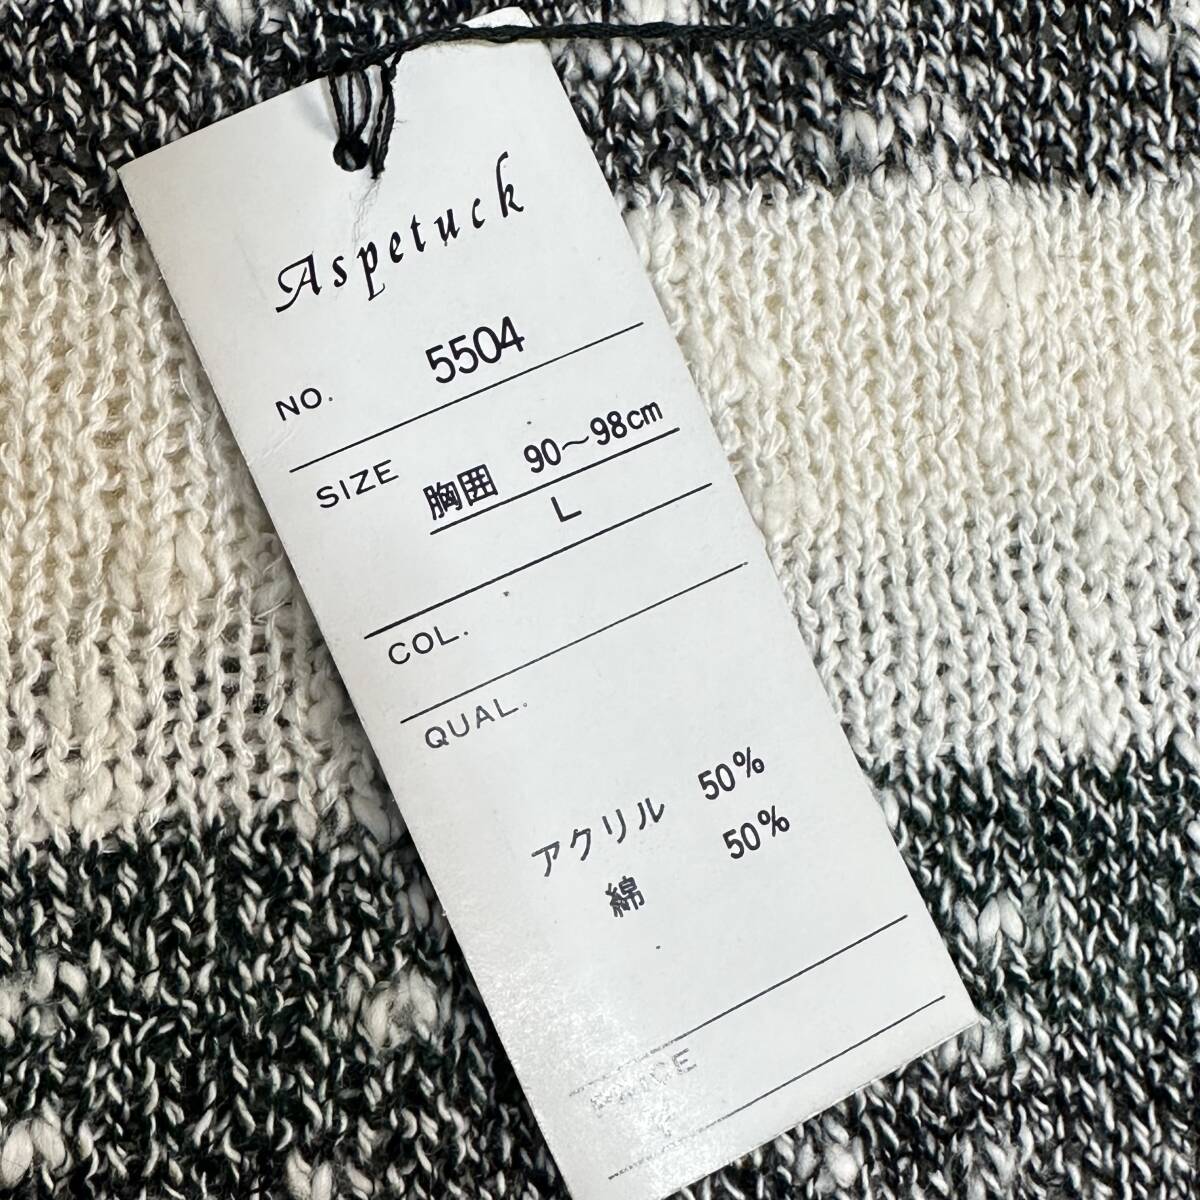 Aspetuck
NO. 5504
SIZE 胸囲 90～98cm
L
COL.
QUAL.
アクリル 50%
綿 50%